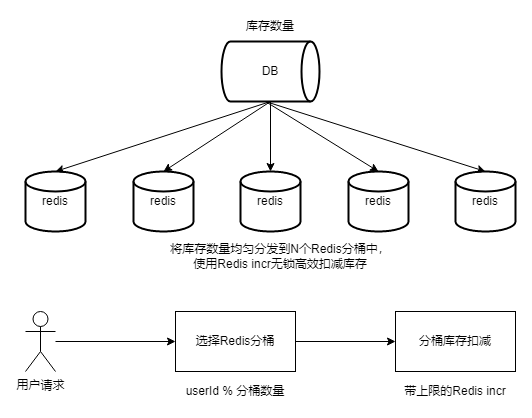 库存数量
DB
redis redis redis redis redis
将库存数量均匀分发到N个Redis分桶中，
使用Redis incr无锁高效扣减库存
选择Redis分桶
分桶库存扣减
用户请求
userId % 分桶数量
带上限的Redis incr